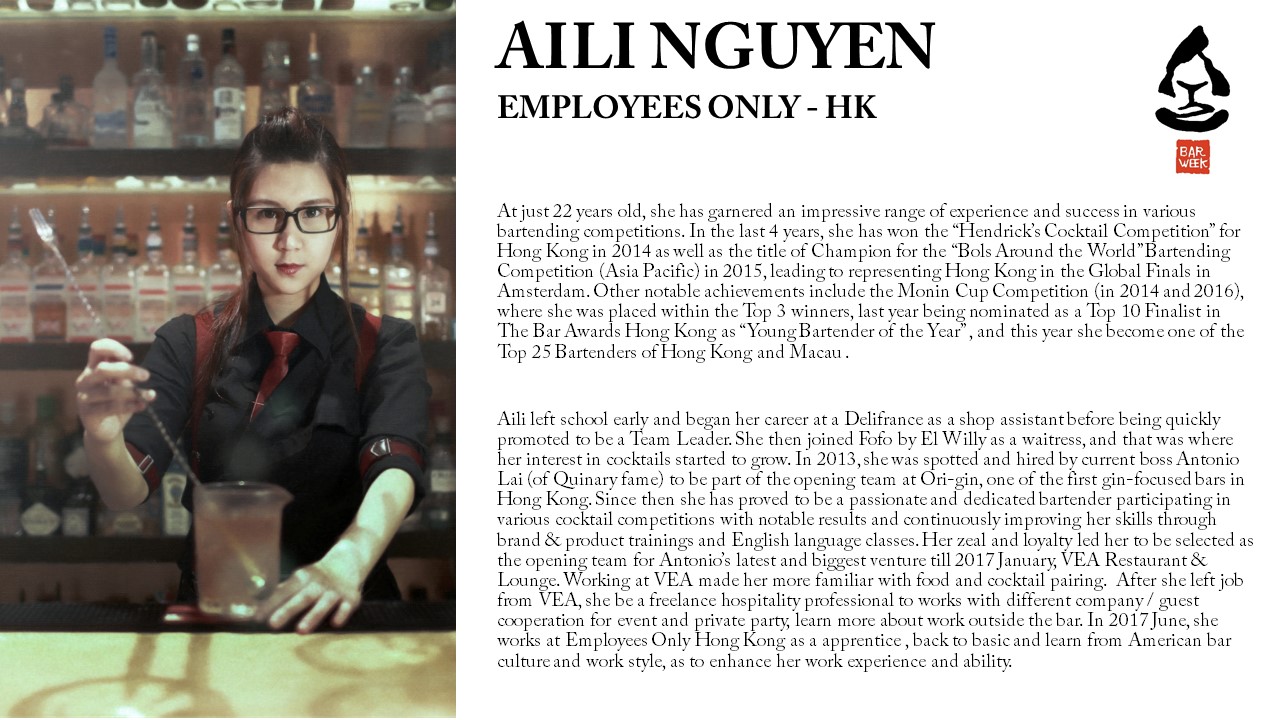 AILI NGUYEN
EMPLOYEES ONLY - HK
BAR
WEEK
At just 22 years old, she has garnered an impressive range of experience and success in various
bartending competitions. In the last 4 years, she has won the “Hendrick’s Cocktail Competition” for
Hong Kong in 2014 as well as the title of Champion for the “Bols Around the World” Bartending
Competition (Asia Pacific) in 2015, leading to representing Hong Kong in the Global Finals in
Amsterdam. Other notable achievements include the Monin Cup Competition (in 2014 and 2016),
where she was placed within the Top 3 winners, last year being nominated as a Top 10 Finalist in
The Bar Awards Hong Kong as “Young Bartender of the Year” , and this year she become one of the
Top 25 Bartenders of Hong Kong and Macau .
Aili left school early and began her career at a Delifrance as a shop assistant before being quickly
promoted to be a Team Leader. She then joined Fofo by El Willy as a waitress, and that was where
her interest in cocktails started to grow. In 2013, she was spotted and hired by current boss Antonio
Lai (of Quinary fame) to be part of the opening team at Ori-gin, one of the first gin-focused bars in
Hong Kong. Since then she has proved to be a passionate and dedicated bartender participating in
various cocktail competitions with notable results and continuously improving her skills through
brand & product trainings and English language classes. Her zeal and loyalty led her to be selected as
the opening team for Antonio’s latest and biggest venture till 2017 January, VEA Restaurant &
Lounge. Working at VEA made her more familiar with food and cocktail pairing.  After she left job
from VEA, she be a freelance hospitality professional to works with different company / guest
cooperation for event and private party, learn more about work outside the bar. In 2017 June, she
works at Employees Only Hong Kong as a apprentice , back to basic and learn from American bar
culture and work style, as to enhance her work experience and ability.